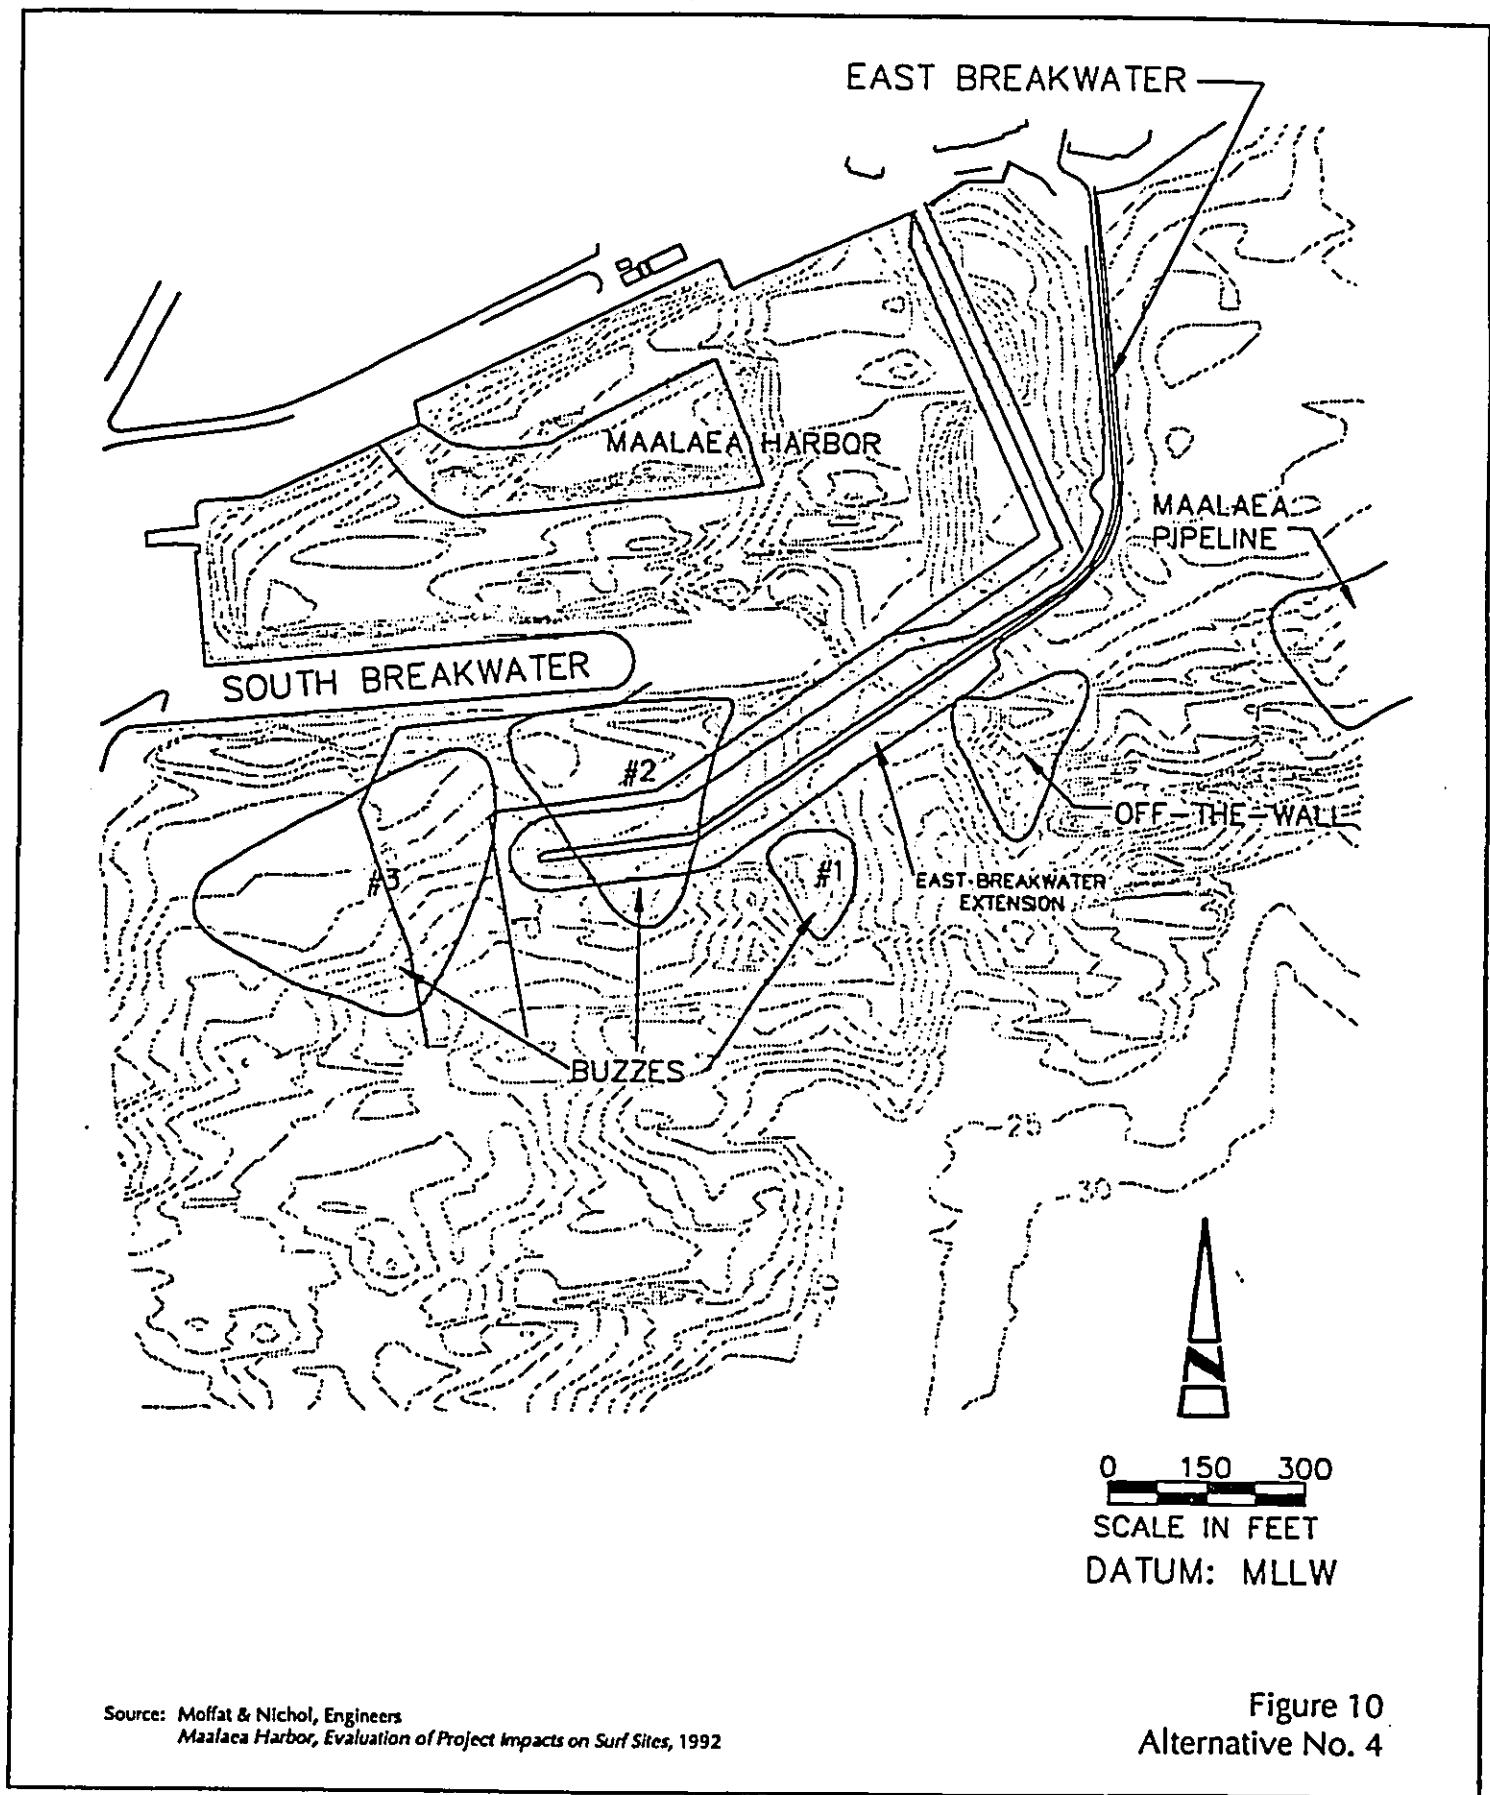 EAST BREAKWATER
MAALAEA HARBOR
MAALAEA
PIPELINE
SOUTH BREAKWATER
#2
OFF-THE-WALL
#3
#1
EAST BREAKWATER
EXTENSION
BUZZES
25
30
N
0 150 300
SCALE IN FEET
DATUM: MLLW
Source: Moffat & Nichol, Engineers
Maalaea Harbor, Evaluation of Project Impacts on Surf Sites, 1992
Figure 10
Alternative No. 4